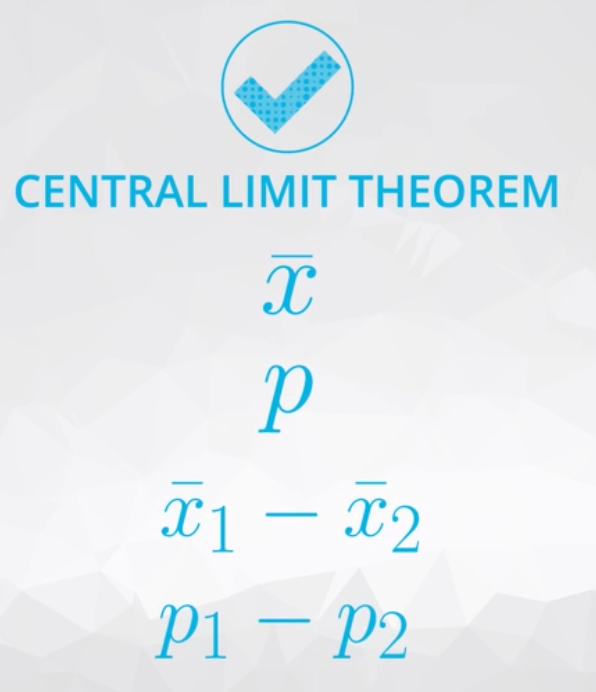 CENTRAL LIMIT THEOREM
x̅
p
x̅₁ − x̅₂
p₁ − p₂